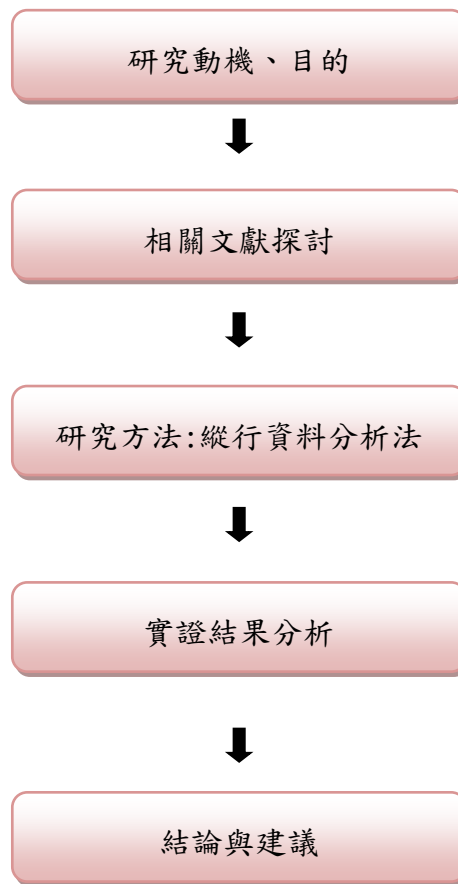 研究動機、目的
相關文獻探討
研究方法:縱行資料分析法
實證結果分析
結論與建議